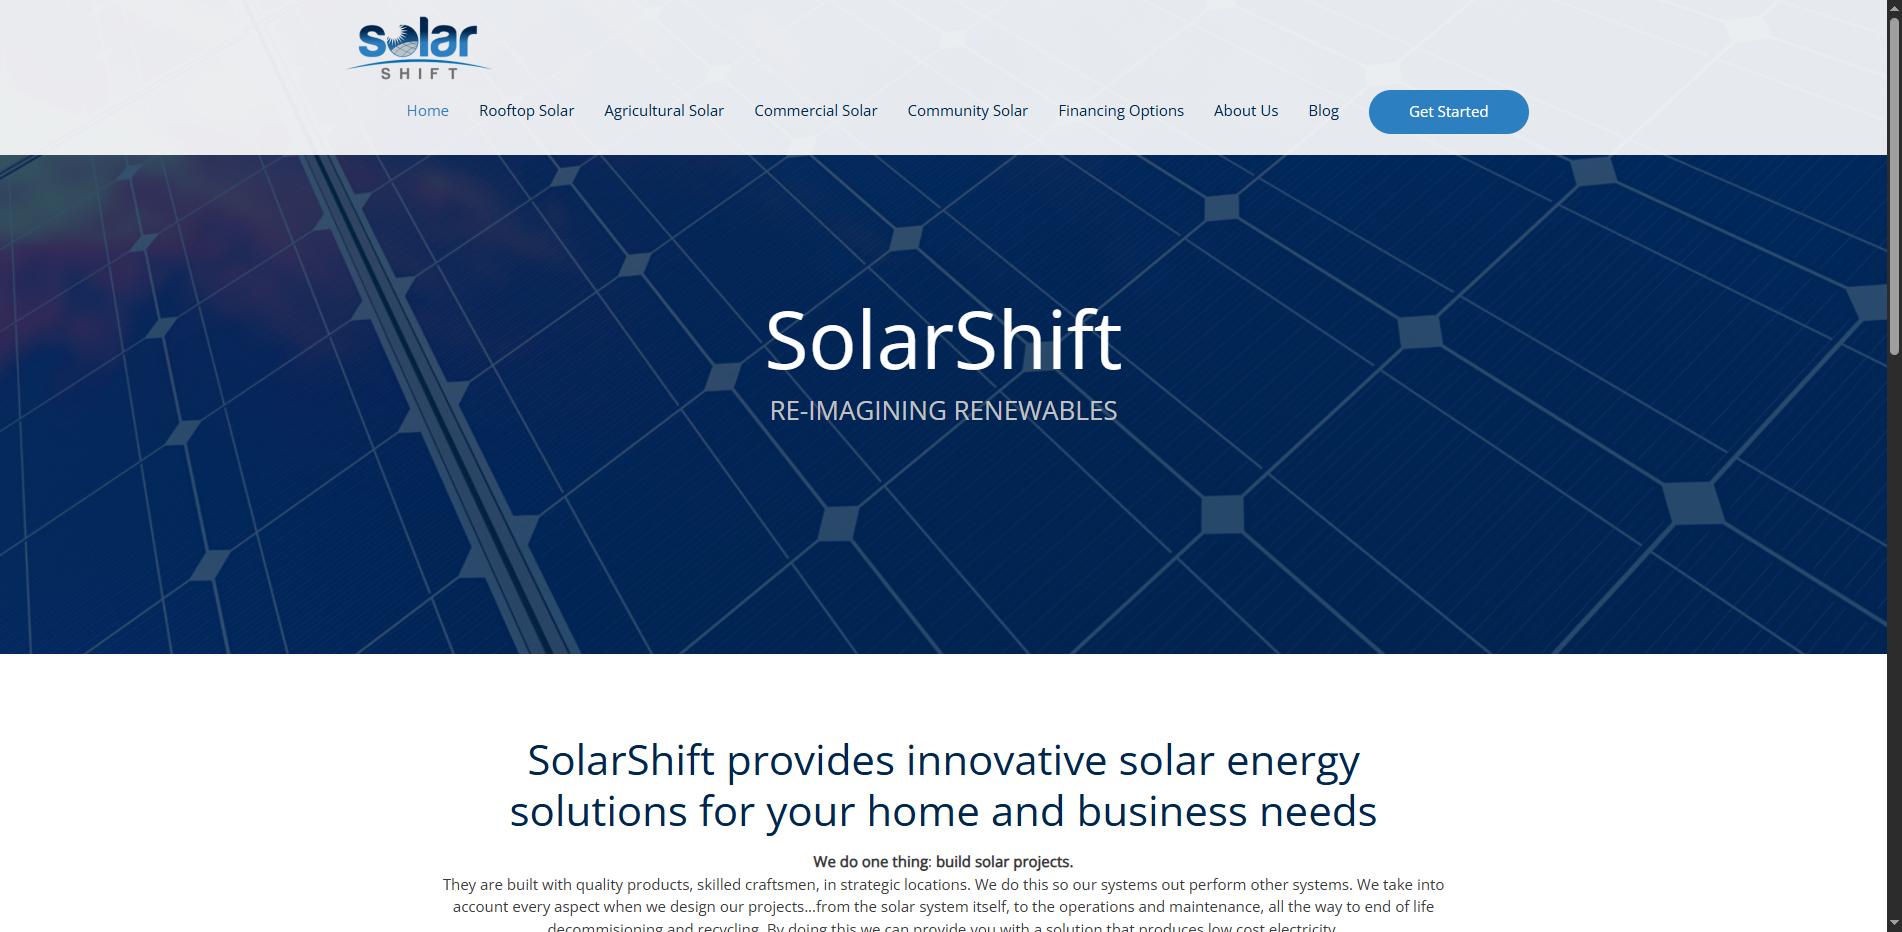 solar
SHIFT
Home Rooftop Solar Agricultural Solar Commercial Solar Community Solar Financing Options About Us Blog Get Started
SolarShift
RE-IMAGINING RENEWABLES
SolarShift provides innovative solar energy
solutions for your home and business needs
We do one thing: build solar projects.
They are built with quality products, skilled craftsmen, in strategic locations. We do this so our systems out perform other systems. We take into
account every aspect when we design our projects...from the solar system itself, to the operations and maintenance, all the way to end of life
decommisioning and recycling. By doing this we can provide you with a solution that produces low cost electricity.